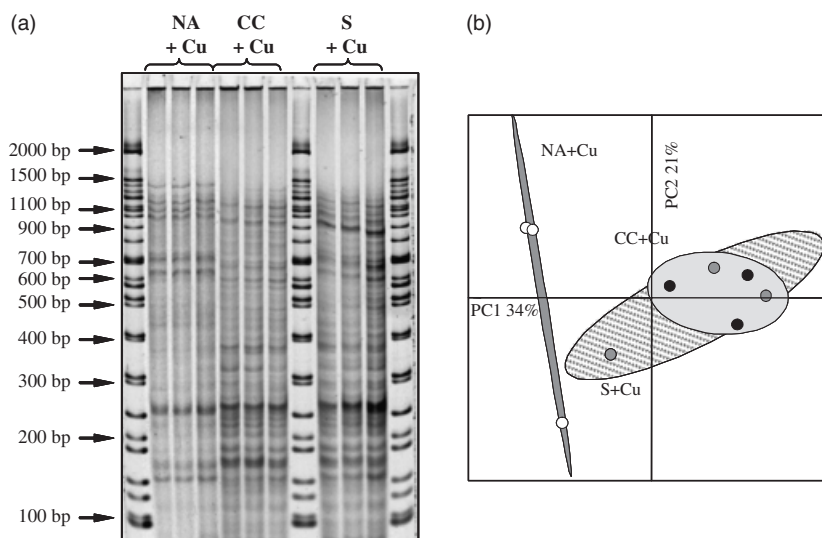 (a)
NA + Cu
CC + Cu
S + Cu
2000 bp
1500 bp
1100 bp
900 bp
700 bp
600 bp
500 bp
400 bp
300 bp
200 bp
100 bp
(b)
NA+Cu
PC2 21%
CC+Cu
PC1 34%
S+Cu